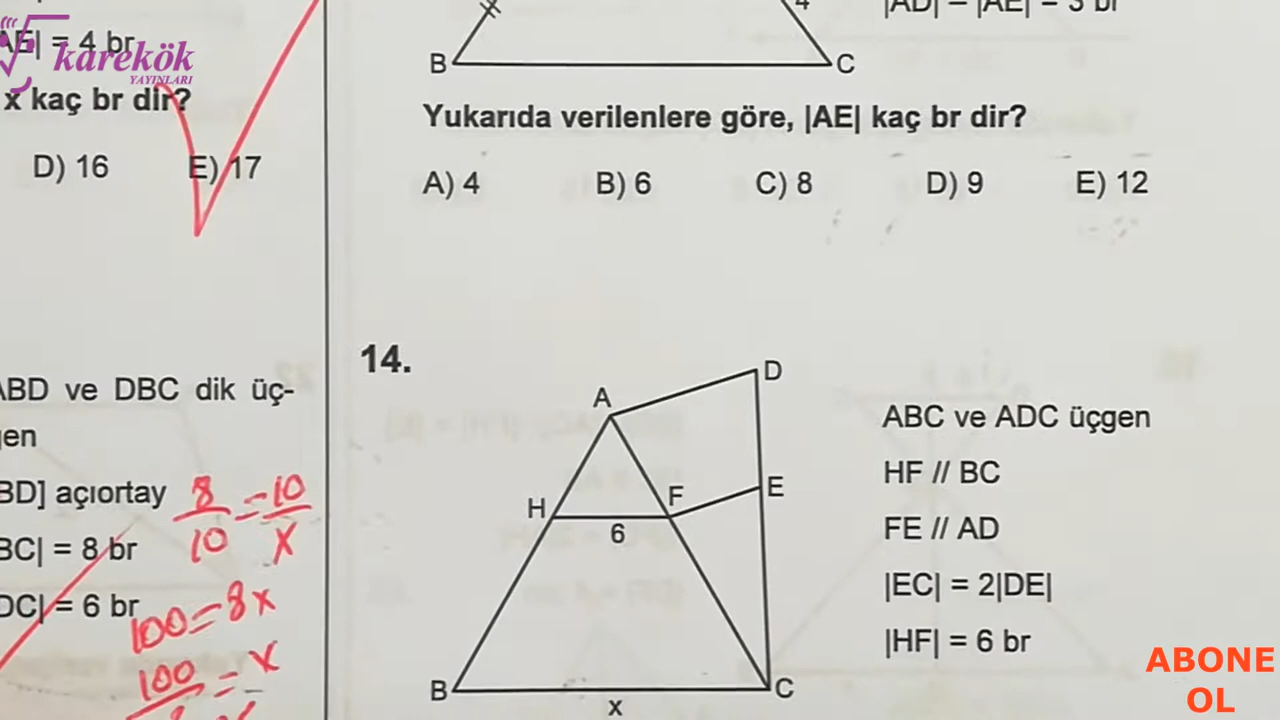 |AE| = 4 br
karekök
YAYINLARI
x kaç br dir?
D) 16 E) 17
ABD ve DBC dik üç-
gen
BD] açıortay
BC| = 8 br
DC| = 6 br
8/10 = 10/x
100 = 8x
100/8 = x
4
|AD| = |AE| = 3 br
B C
Yukarıda verilenlere göre, |AE| kaç br dir?
A) 4 B) 6 C) 8 D) 9 E) 12
14.
D
A
E
F
H
6
B C
x
ABC ve ADC üçgen
HF // BC
FE // AD
|EC| = 2|DE|
|HF| = 6 br
ABONE
OL